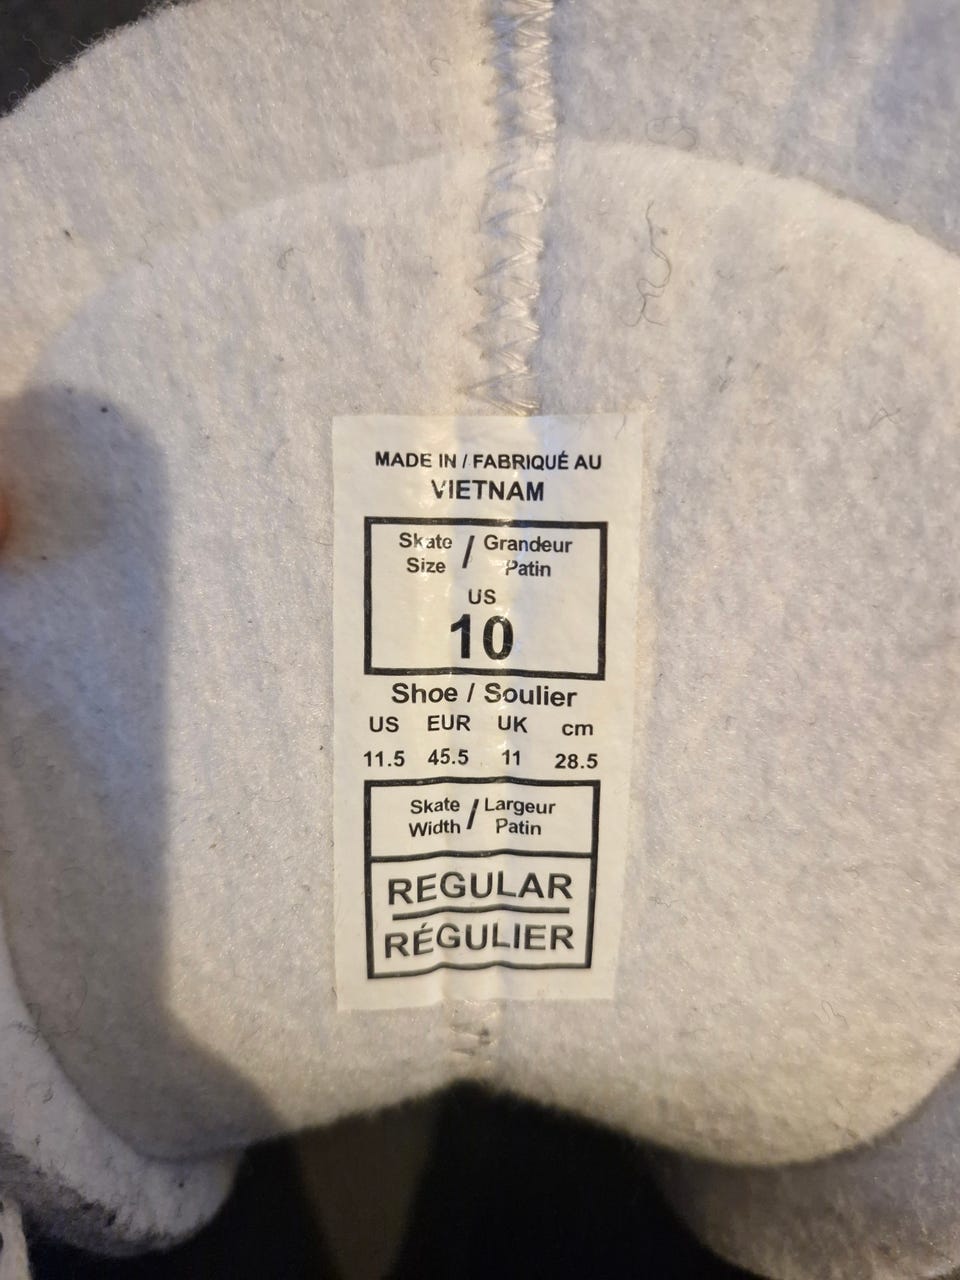 MADE IN / FABRIQUÉ AU
VIETNAM
Skate / Grandeur
Size Patin
US
10
Shoe / Soulier
US EUR UK cm
11.5 45.5 11 28.5
Skate / Largeur
Width Patin
REGULAR
RÉGULIER